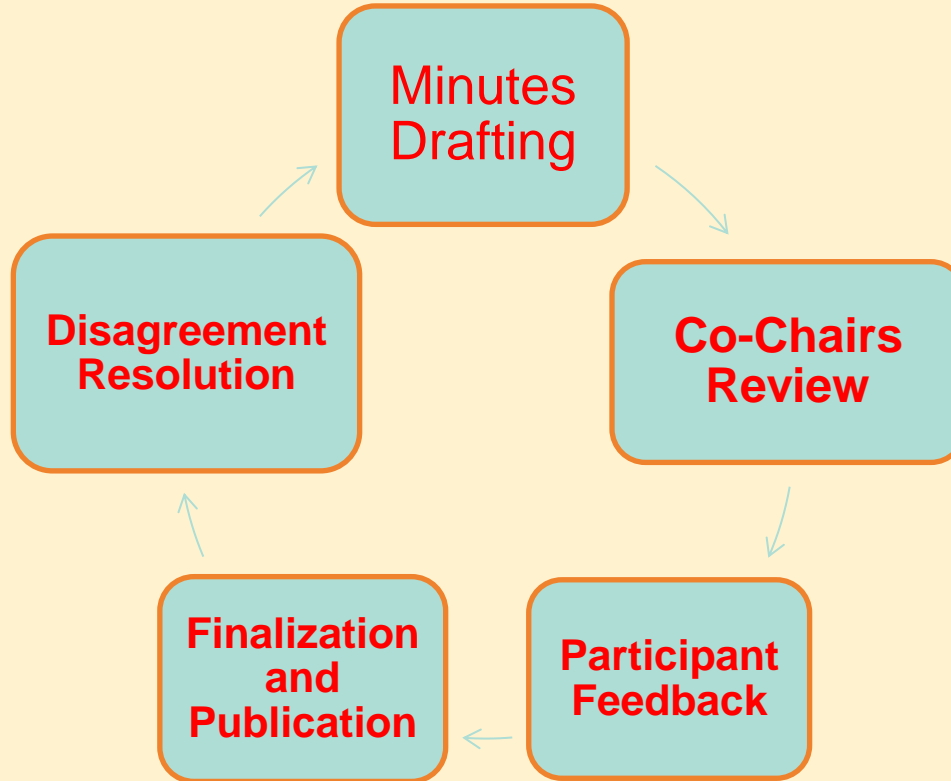 Minutes
Drafting
Co-Chairs
Review
Participant
Feedback
Finalization
and
Publication
Disagreement
Resolution